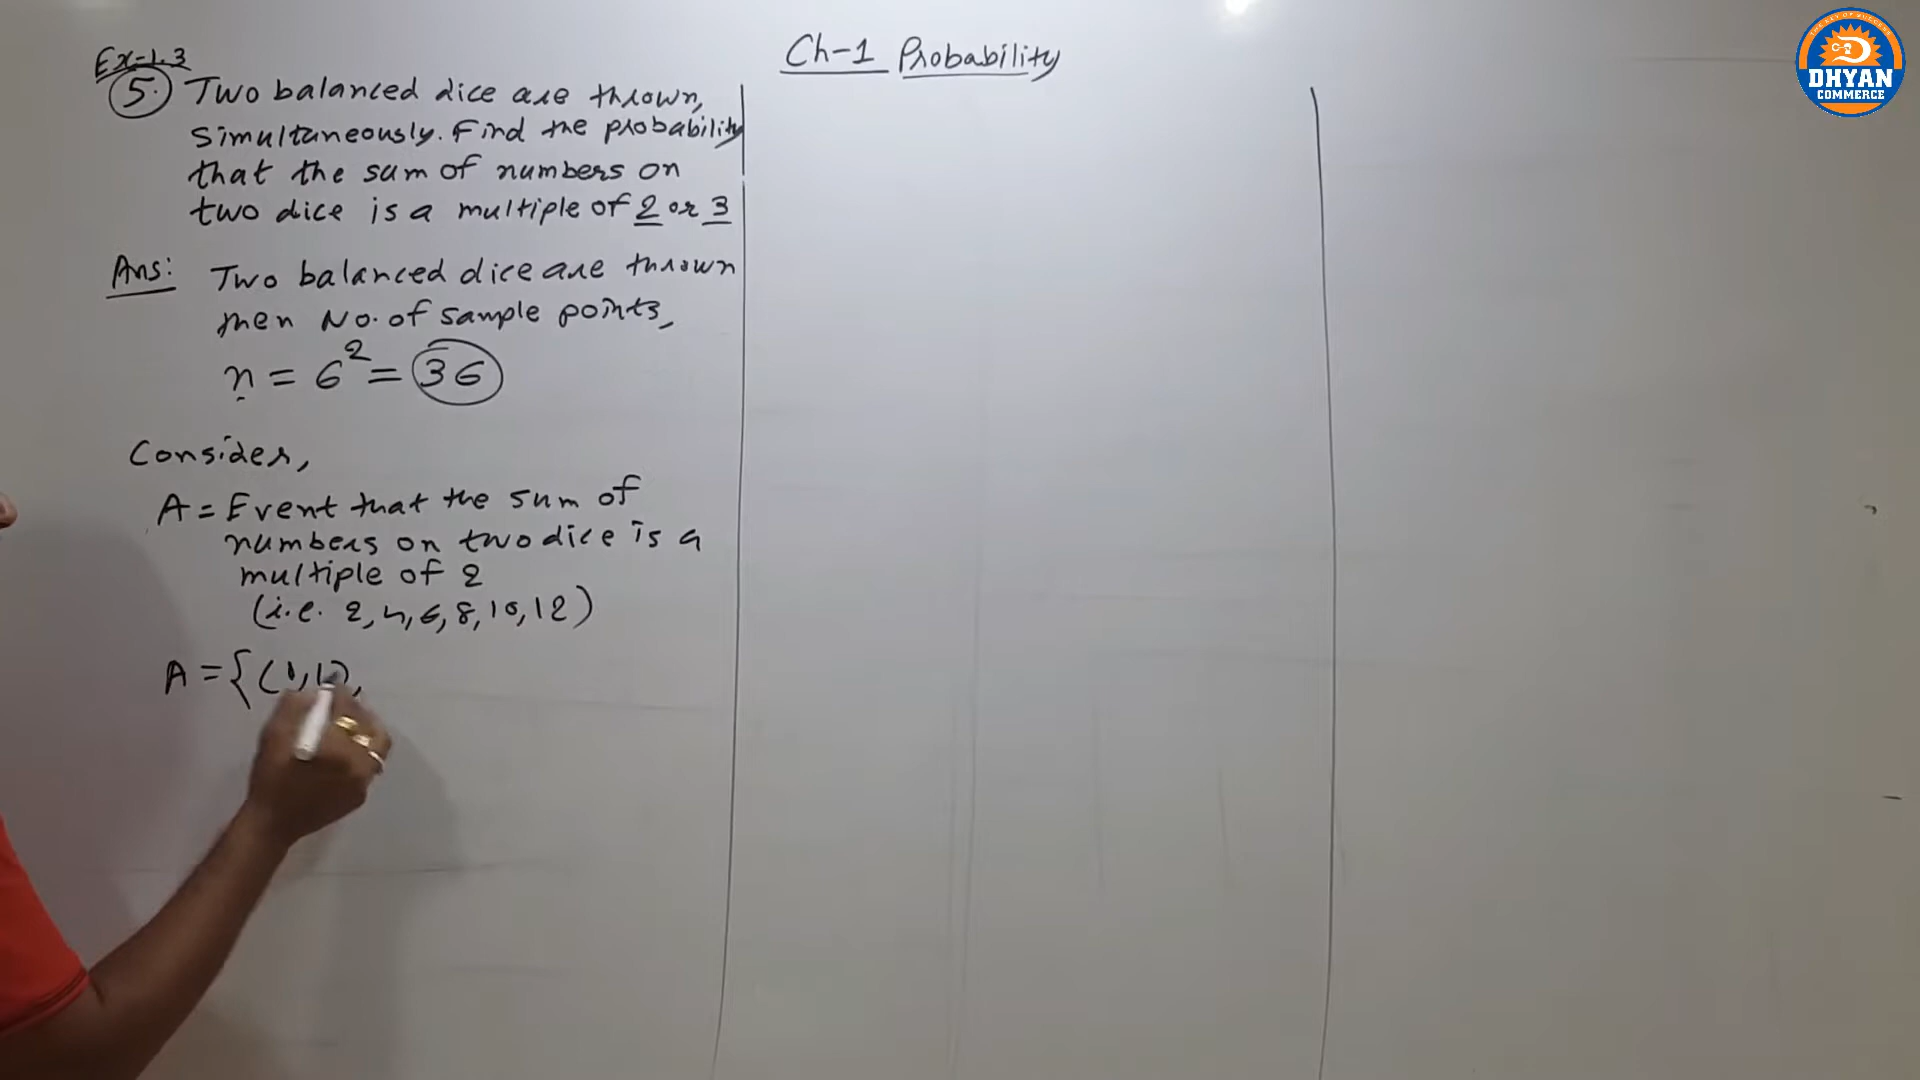 Ch-1 Probability
Ex-1.3
5. Two balanced dice are thrown,
simultaneously. Find the probability
that the sum of numbers on
two dice is a multiple of 2 or 3
Ans: Two balanced dice are thrown
then No. of sample points,
n = 6² = 36
Consider,
A = Event that the sum of
numbers on two dice is a
multiple of 2
(i.e. 2, 4, 6, 8, 10, 12)
A = {(1,1),
DHYAN
COMMERCE